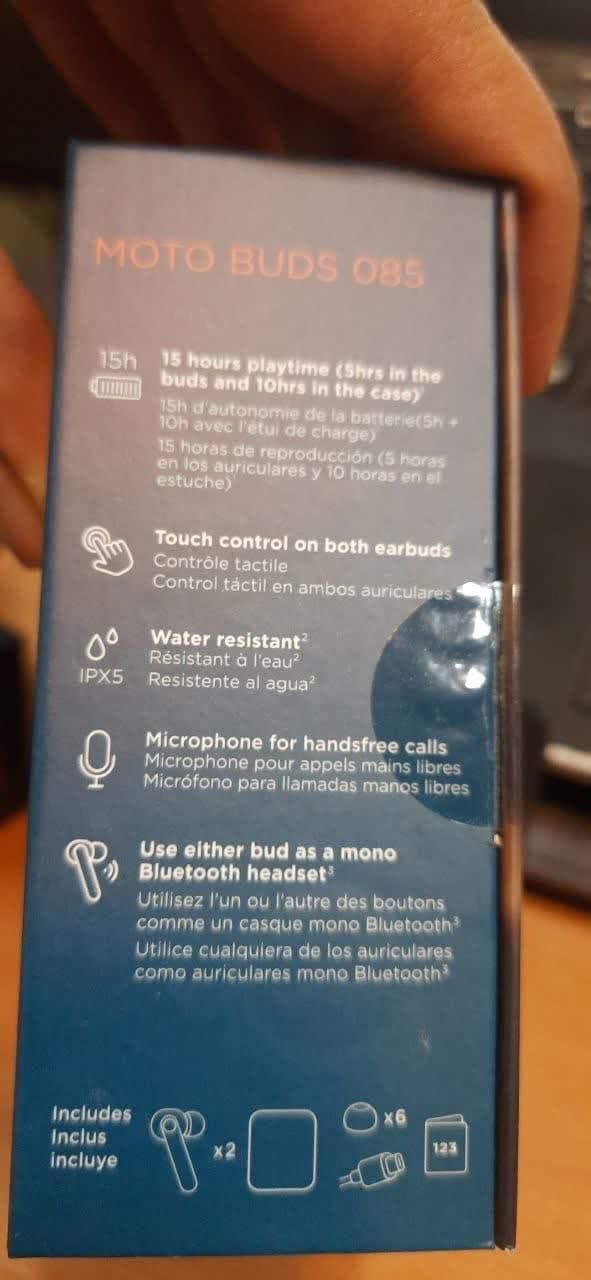 MOTO BUDS 085
15h
15 hours playtime (5hrs in the
buds and 10hrs in the case)¹
15h d'autonomie de la batterie(5h +
10h avec l'étui de charge)¹
15 horas de reproducción (5 horas
en los auriculares y 10 horas en el
estuche)¹
Touch control on both earbuds
Contrôle tactile
Control táctil en ambos auriculares
IPX5
Water resistant²
Résistant à l'eau²
Resistente al agua²
Microphone for handsfree calls
Microphone pour appels mains libres
Micrófono para llamadas manos libres
Use either bud as a mono
Bluetooth headset³
Utilisez l'un ou l'autre des boutons
comme un casque mono Bluetooth³
Utilice cualquiera de los auriculares
como auriculares mono Bluetooth³
Includes
Inclus
incluye
x2
x6
123